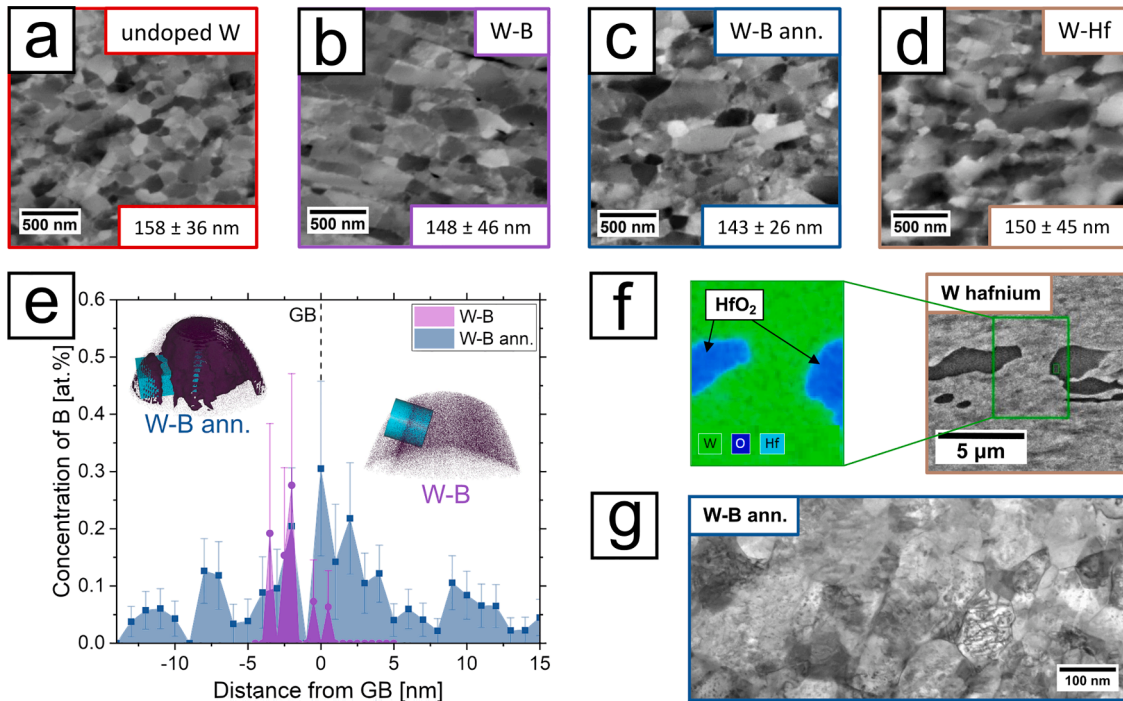 a
undoped W
500 nm
158 ± 36 nm
b
W-B
500 nm
148 ± 46 nm
c
W-B ann.
500 nm
143 ± 26 nm
d
W-Hf
500 nm
150 ± 45 nm
e
Concentration of B [at.%]
0.6
0.5
0.4
0.3
0.2
0.1
0.0
GB
W-B
W-B ann.
W-B ann.
W-B
-10
-5
0
5
10
15
Distance from GB [nm]
f
HfO₂
W
O
Hf
W hafnium
5 µm
g
W-B ann.
100 nm